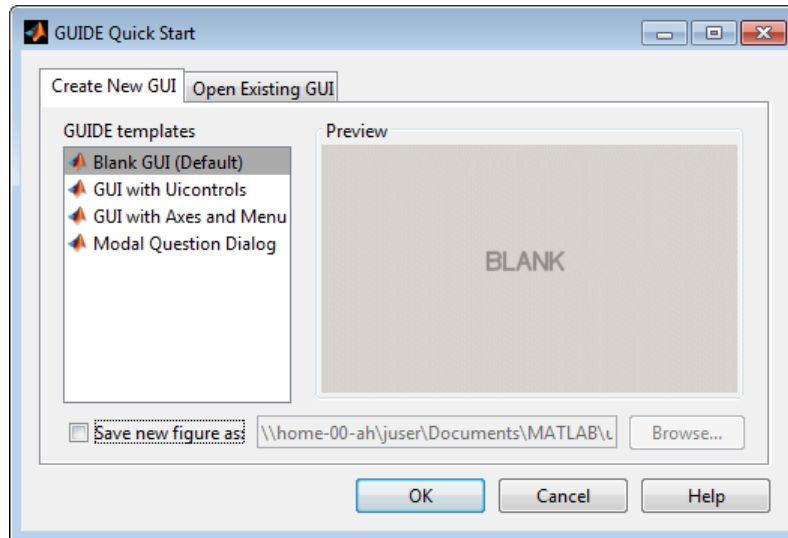 GUIDE Quick Start
Create New GUI
Open Existing GUI
GUIDE templates
Preview
Blank GUI (Default)
GUI with Uicontrols
GUI with Axes and Menu
Modal Question Dialog
BLANK
Save new figure as:
\\home-00-ah\juser\Documents\MATLAB\u
Browse...
OK
Cancel
Help